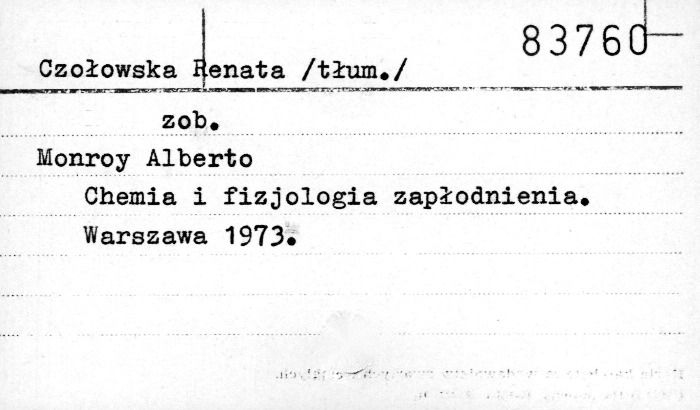 83760
Czołowska Renata /tłum./
zob.
Monroy Alberto
Chemia i fizjologia zapłodnienia.
Warszawa 1973.